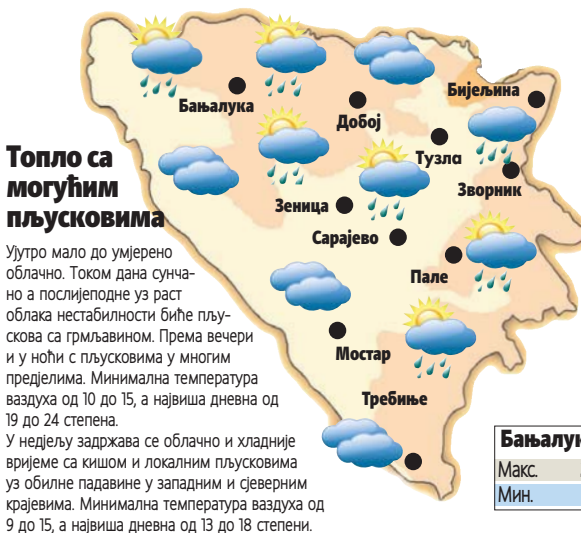 Бањалука
Добој
Бијељина
Тузла
Зворник
Зеница
Сарајево
Пале
Мостар
Требиње
Топло са
могућим
пљусковима
Ујутро мало до умјерено
облачно. Током дана сунча-
но а послијеподне уз раст
облака нестабилности биће пљу-
скова са грмљавином. Према вечери
и у ноћи с пљусковима у многим
предјелима. Минимална температура
ваздуха од 10 до 15, а највиша дневна од
19 до 24 степена.
У недјељу задржава се облачно и хладније
вријеме са кишом и локалним пљусковима
уз обилне падавине у западним и сјеверним
крајевима. Минимална температура ваздуха од
9 до 15, а највиша дневна од 13 до 18 степени.
Макс.
Мин.